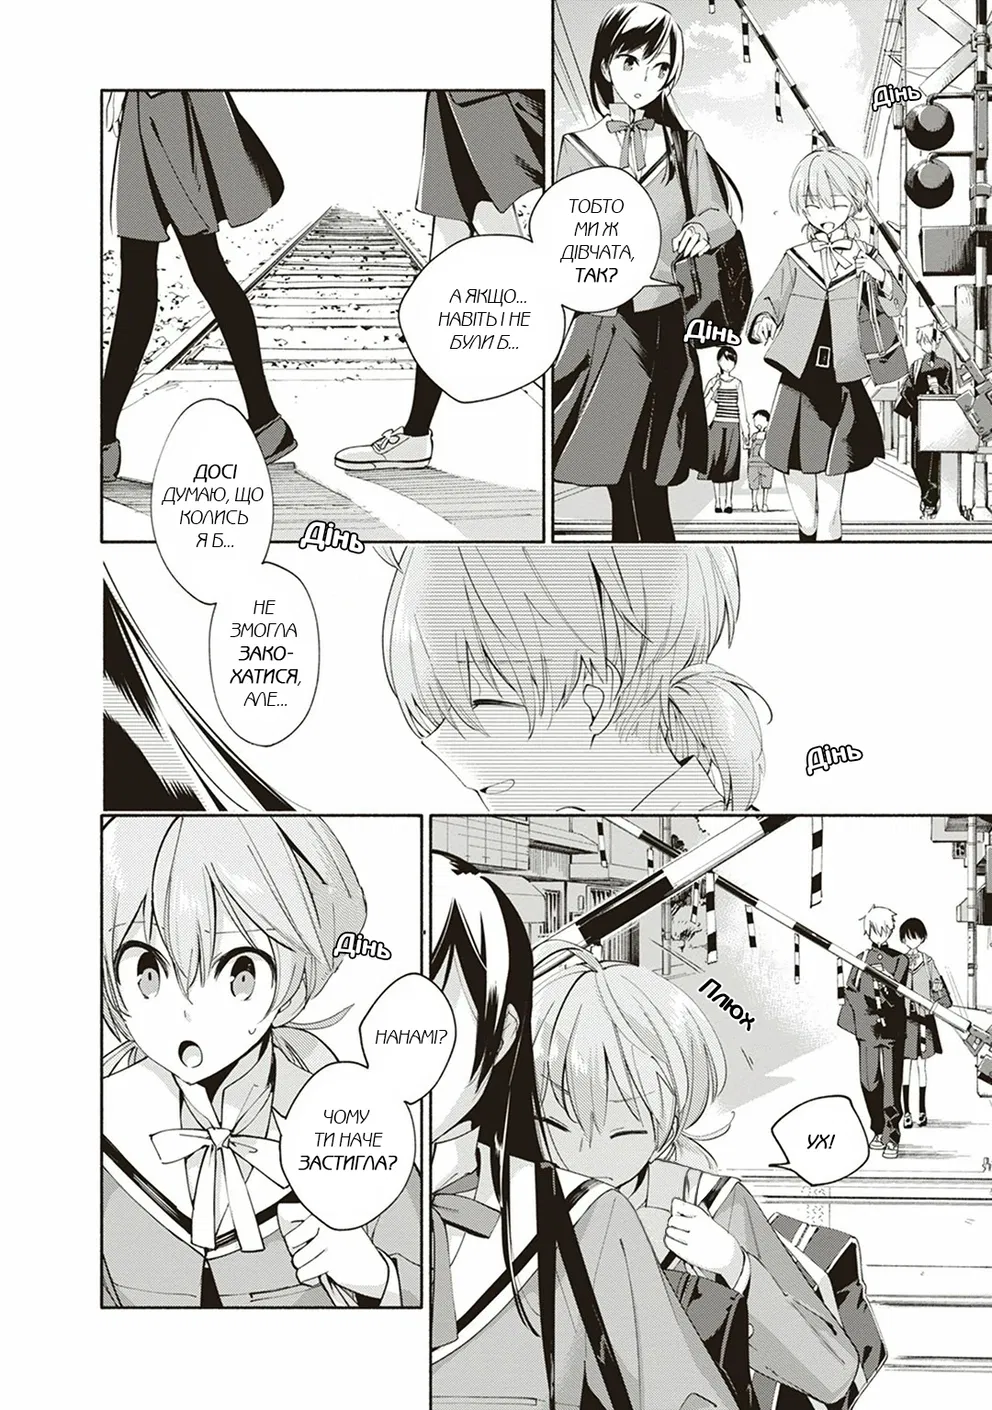 Дінь
ТОБТО
МИ Ж
ДІВЧАТА,
ТАК?
Дінь
А ЯКЩО...
НАВІТЬ І НЕ
БУЛИ Б...
ДОСІ
ДУМАЮ, ЩО
КОЛИСЬ
Я Б...
Дінь
НЕ
ЗМОГЛА
ЗАКО-
ХАТИСЯ,
АЛЕ...
Дінь
Плюх
УХ!
Дінь
НАНАМІ?
ЧОМУ
ТИ НАЧЕ
ЗАСТИГЛА?